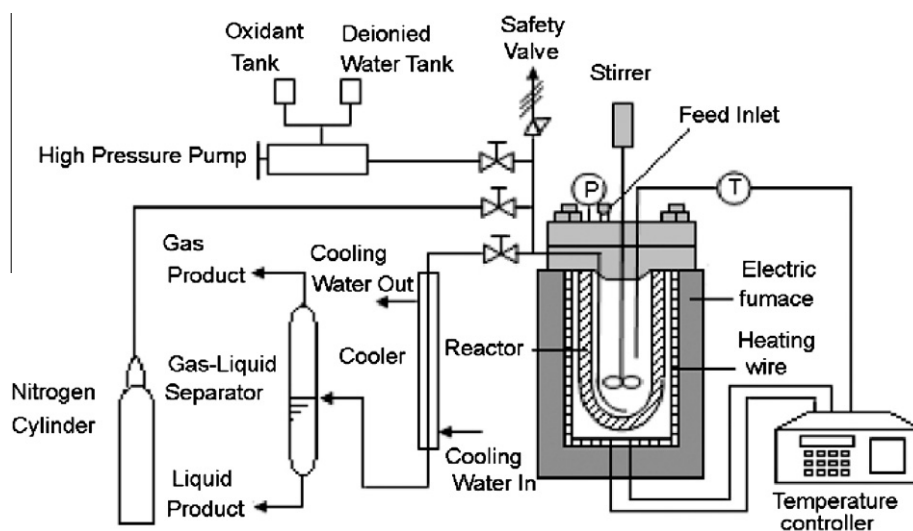 Oxidant
Tank
Deionied
Water Tank
Safety
Valve
Stirrer
Feed Inlet
High Pressure Pump
P
T
Gas
Product
Cooling
Water Out
Electric
fumace
Cooler
Reactor
Heating
wire
Gas-Liquid
Separator
Nitrogen
Cylinder
Cooling
Water In
Liquid
Product
Temperature
controller